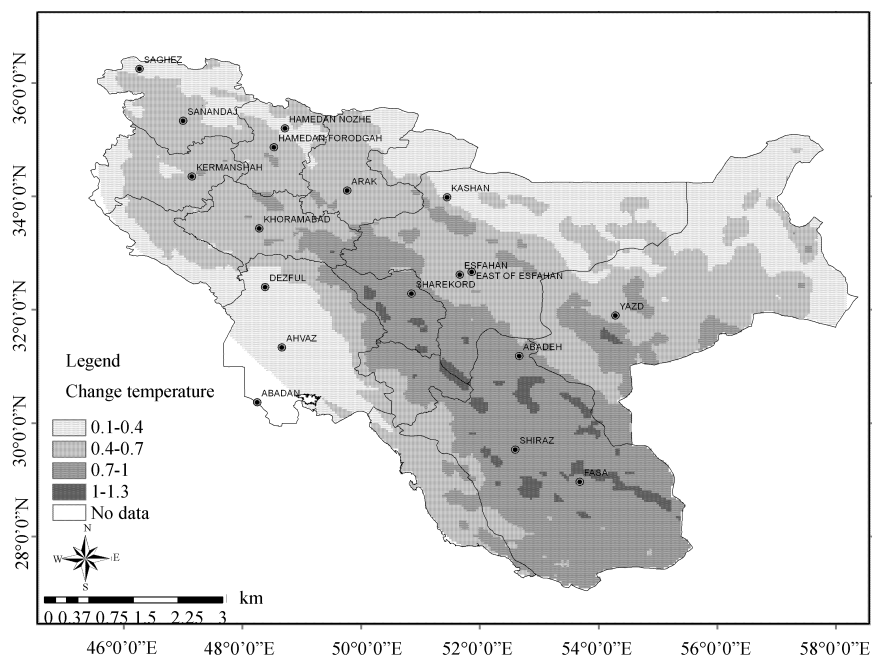 SAGHEZ
SANANDAJ
HAMEDAN NOZHE
HAMEDAN FORODGAH
KERMANSHAH
ARAK
KASHAN
KHORAMABAD
ESFAHAN
EAST OF ESFAHAN
DEZFUL
SHAREKORD
YAZD
AHVAZ
ABADEH
ABADAN
SHIRAZ
FASA
36°0'0"N
34°0'0"N
32°0'0"N
30°0'0"N
28°0'0"N
Legend
Change temperature
0.1-0.4
0.4-0.7
0.7-1
1-1.3
No data
N
W E
S
km
0 0.37 0.75 1.5 2.25 3
46°0'0"E 48°0'0"E 50°0'0"E 52°0'0"E 54°0'0"E 56°0'0"E 58°0'0"E